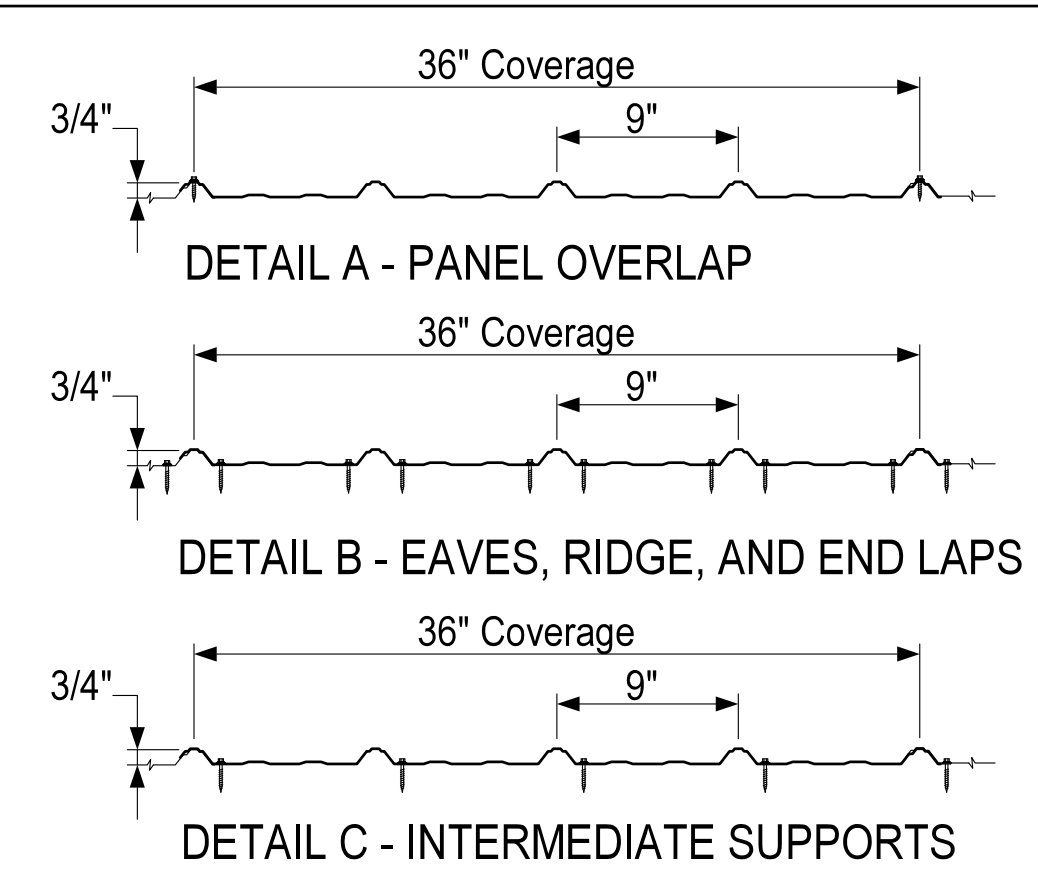 36" Coverage
3/4"
9"
DETAIL A - PANEL OVERLAP
36" Coverage
3/4"
9"
DETAIL B - EAVES, RIDGE, AND END LAPS
36" Coverage
3/4"
9"
DETAIL C - INTERMEDIATE SUPPORTS